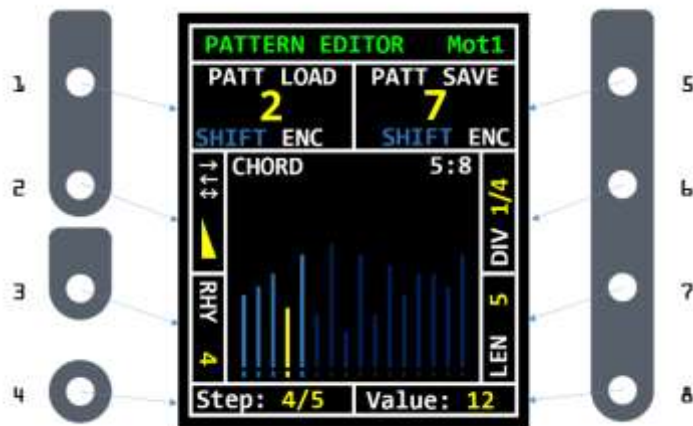 PATTERN EDITOR Mot1
PATT LOAD PATT SAVE
2 7
SHIFT ENC SHIFT ENC
CHORD 5:8
DIV 1/4
RHY 4
LEN 5
Step: 4/5 Value: 12
1
2
3
4
5
6
7
8